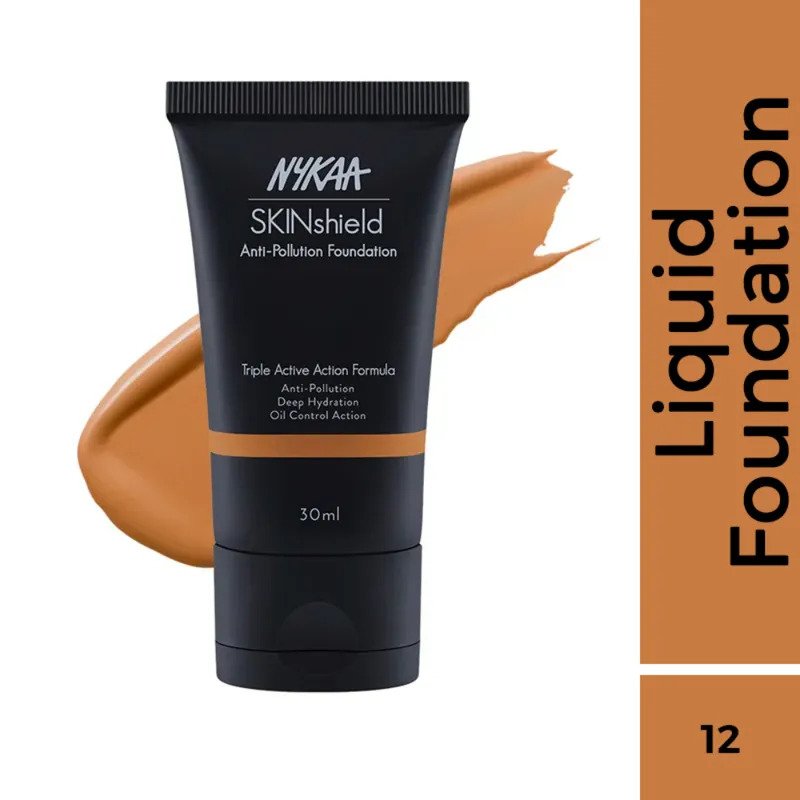 NYKAA
SKINshield
Anti-Pollution Foundation
Triple Active Action Formula
Anti-Pollution
Deep Hydration
Oil Control Action
30ml
Liquid
Foundation
12